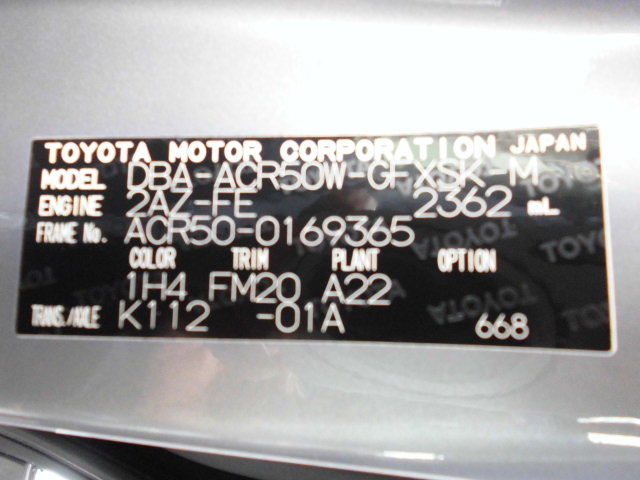 TOYOTA MOTOR CORPORATION JAPAN
MODEL DBA-ACR50W-GFXSK-M
ENGINE 2AZ-FE 2362 mL
FRAME No. ACR50-0169365
COLOR TRIM PLANT OPTION
1H4 FM20 A22
TRANS./AXLE K112 -01A 668